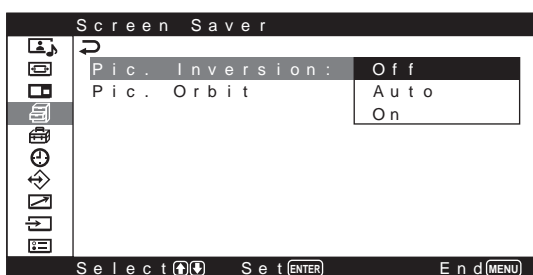 Screen Saver
Pic. Inversion: Off
Pic. Orbit Auto
On
Select Set ENTER End MENU